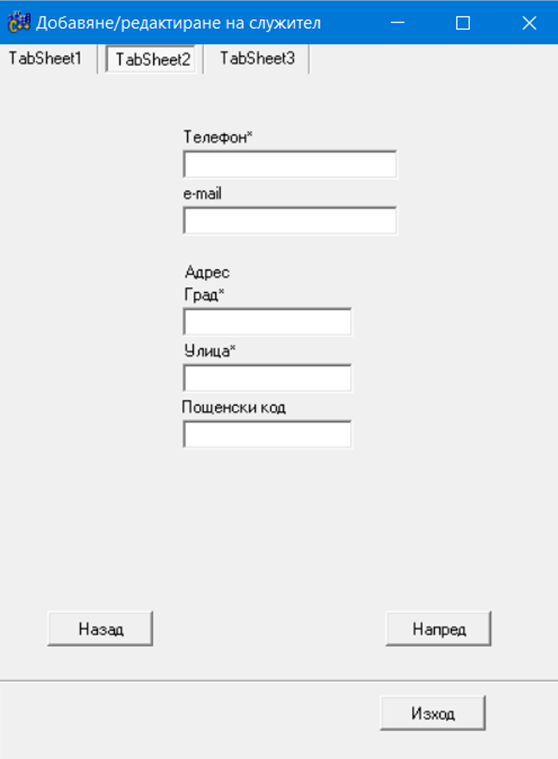 Добавяне/редактиране на служител
TabSheet1 TabSheet2 TabSheet3
Телефон*
e-mail
Адрес
Град*
Улица*
Пощенски код
Назад Напред
Изход